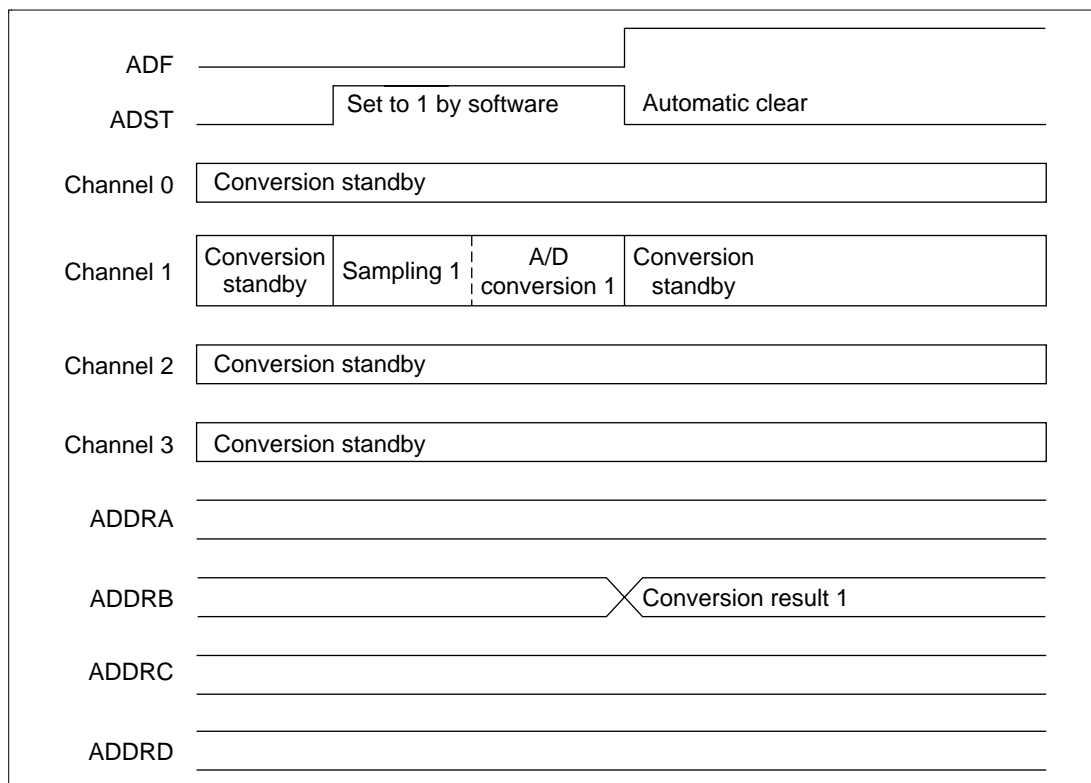 ADF
ADST
Set to 1 by software
Automatic clear
Channel 0
Conversion standby
Channel 1
Conversion
standby
Sampling 1
A/D
conversion 1
Conversion
standby
Channel 2
Conversion standby
Channel 3
Conversion standby
ADDRA
ADDRB
Conversion result 1
ADDRC
ADDRD